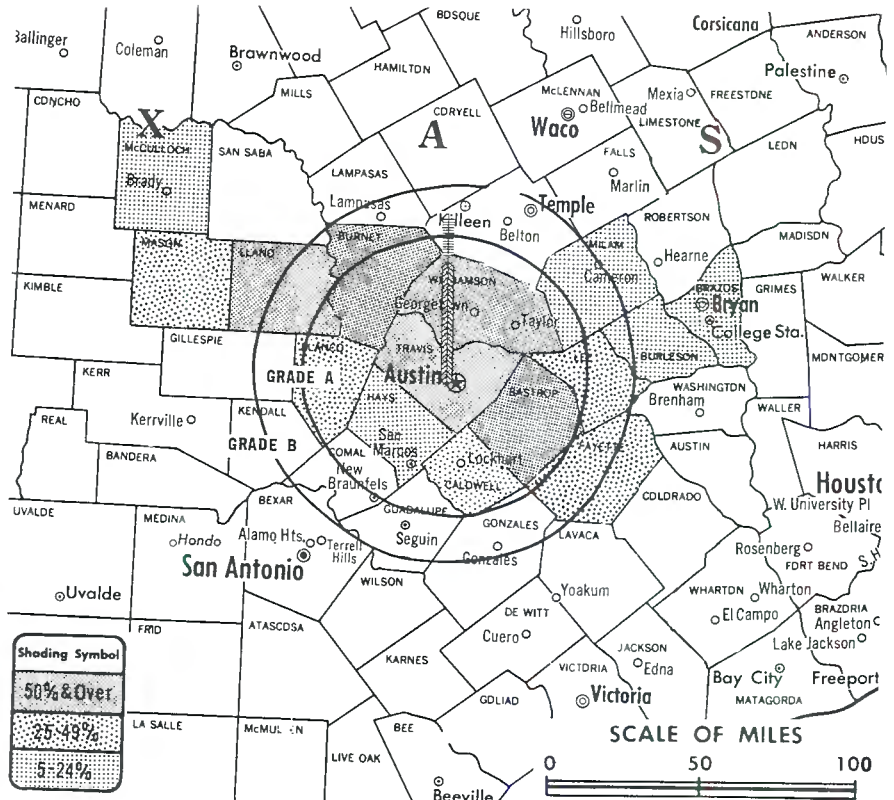 BOSQUE
Hillsboro
Corsicana
ANDERSON
Ballinger
Coleman
Brawnwood
HAMILTON
Palestine
MILLS
McLENNAN
Bellmead
Mexia
FREESTONE
CONCHO
X
CORYELL
A
Waco
LIMESTONE
S
McCULLOCH
SAN SABA
LEON
HOUS
FALLS
Marlin
LAMPASAS
Brady
Lampasas
Killeen
Temple
Belton
ROBERTSON
MENARD
MASON
LLANO
BURNET
MILAM
Hearne
MADISON
Cameron
WILLIAMSON
WALKER
KIMBLE
Georgetown
Taylor
BRAZOS
GRIMES
Bryan
College Sta.
GILLESPIE
BLANCO
TRAVIS
LEE
BURLESON
MONTGOMER
KERR
GRADE A
Austin
HAYS
BASTROP
WASHINGTON
Brenham
WALLER
REAL
Kerrville
KENDALL
GRADE B
San
Marcos
FAYETTE
AUSTIN
HARRIS
BANDERA
COMAL
New
Braunfels
Lockhart
CALDWELL
COLORADO
Housto
UVALDE
MEDINA
BEXAR
GUADALUPE
Seguin
GONZALES
Gonzales
LAVACA
W. University Pl
Bellaire
Hondo
Alamo Hts.
Terrell
Hills
Rosenberg
FORT BEND
San Antonio
Uvalde
WILSON
Yoakum
WHARTON
Wharton
El Campo
BRAZORIA
Angleton
FRIO
ATASCOSA
DE WITT
Cuero
Lake Jackson
KARNES
JACKSON
Edna
VICTORIA
Bay City
Freeport
Shading Symbol
50% & Over
25-49%
5-24%
GOLIAD
Victoria
MATAGORDA
LA SALLE
BEE
LIVE OAK
Beeville
SCALE OF MILES
0 50 100